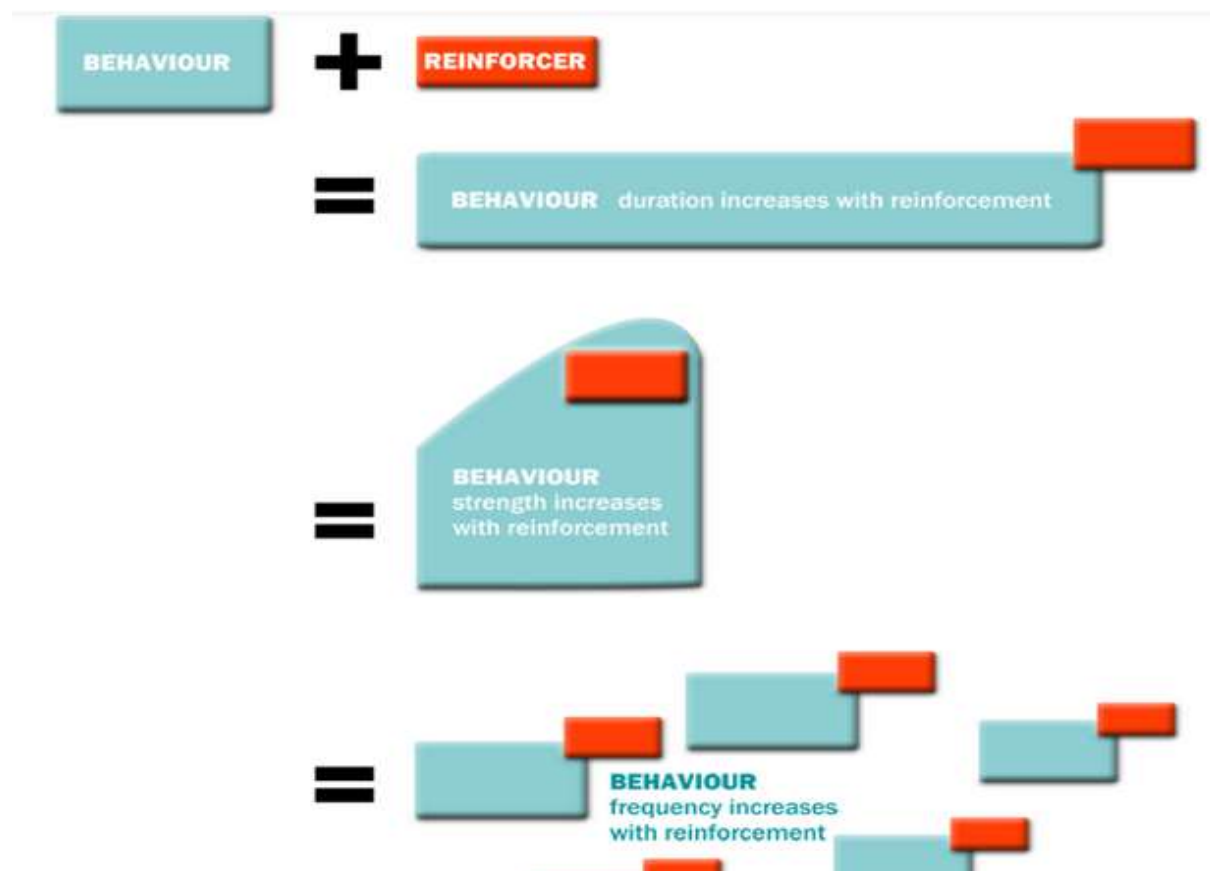 BEHAVIOUR + REINFORCER
= BEHAVIOUR duration increases with reinforcement
= BEHAVIOUR
strength increases
with reinforcement
= BEHAVIOUR
frequency increases
with reinforcement